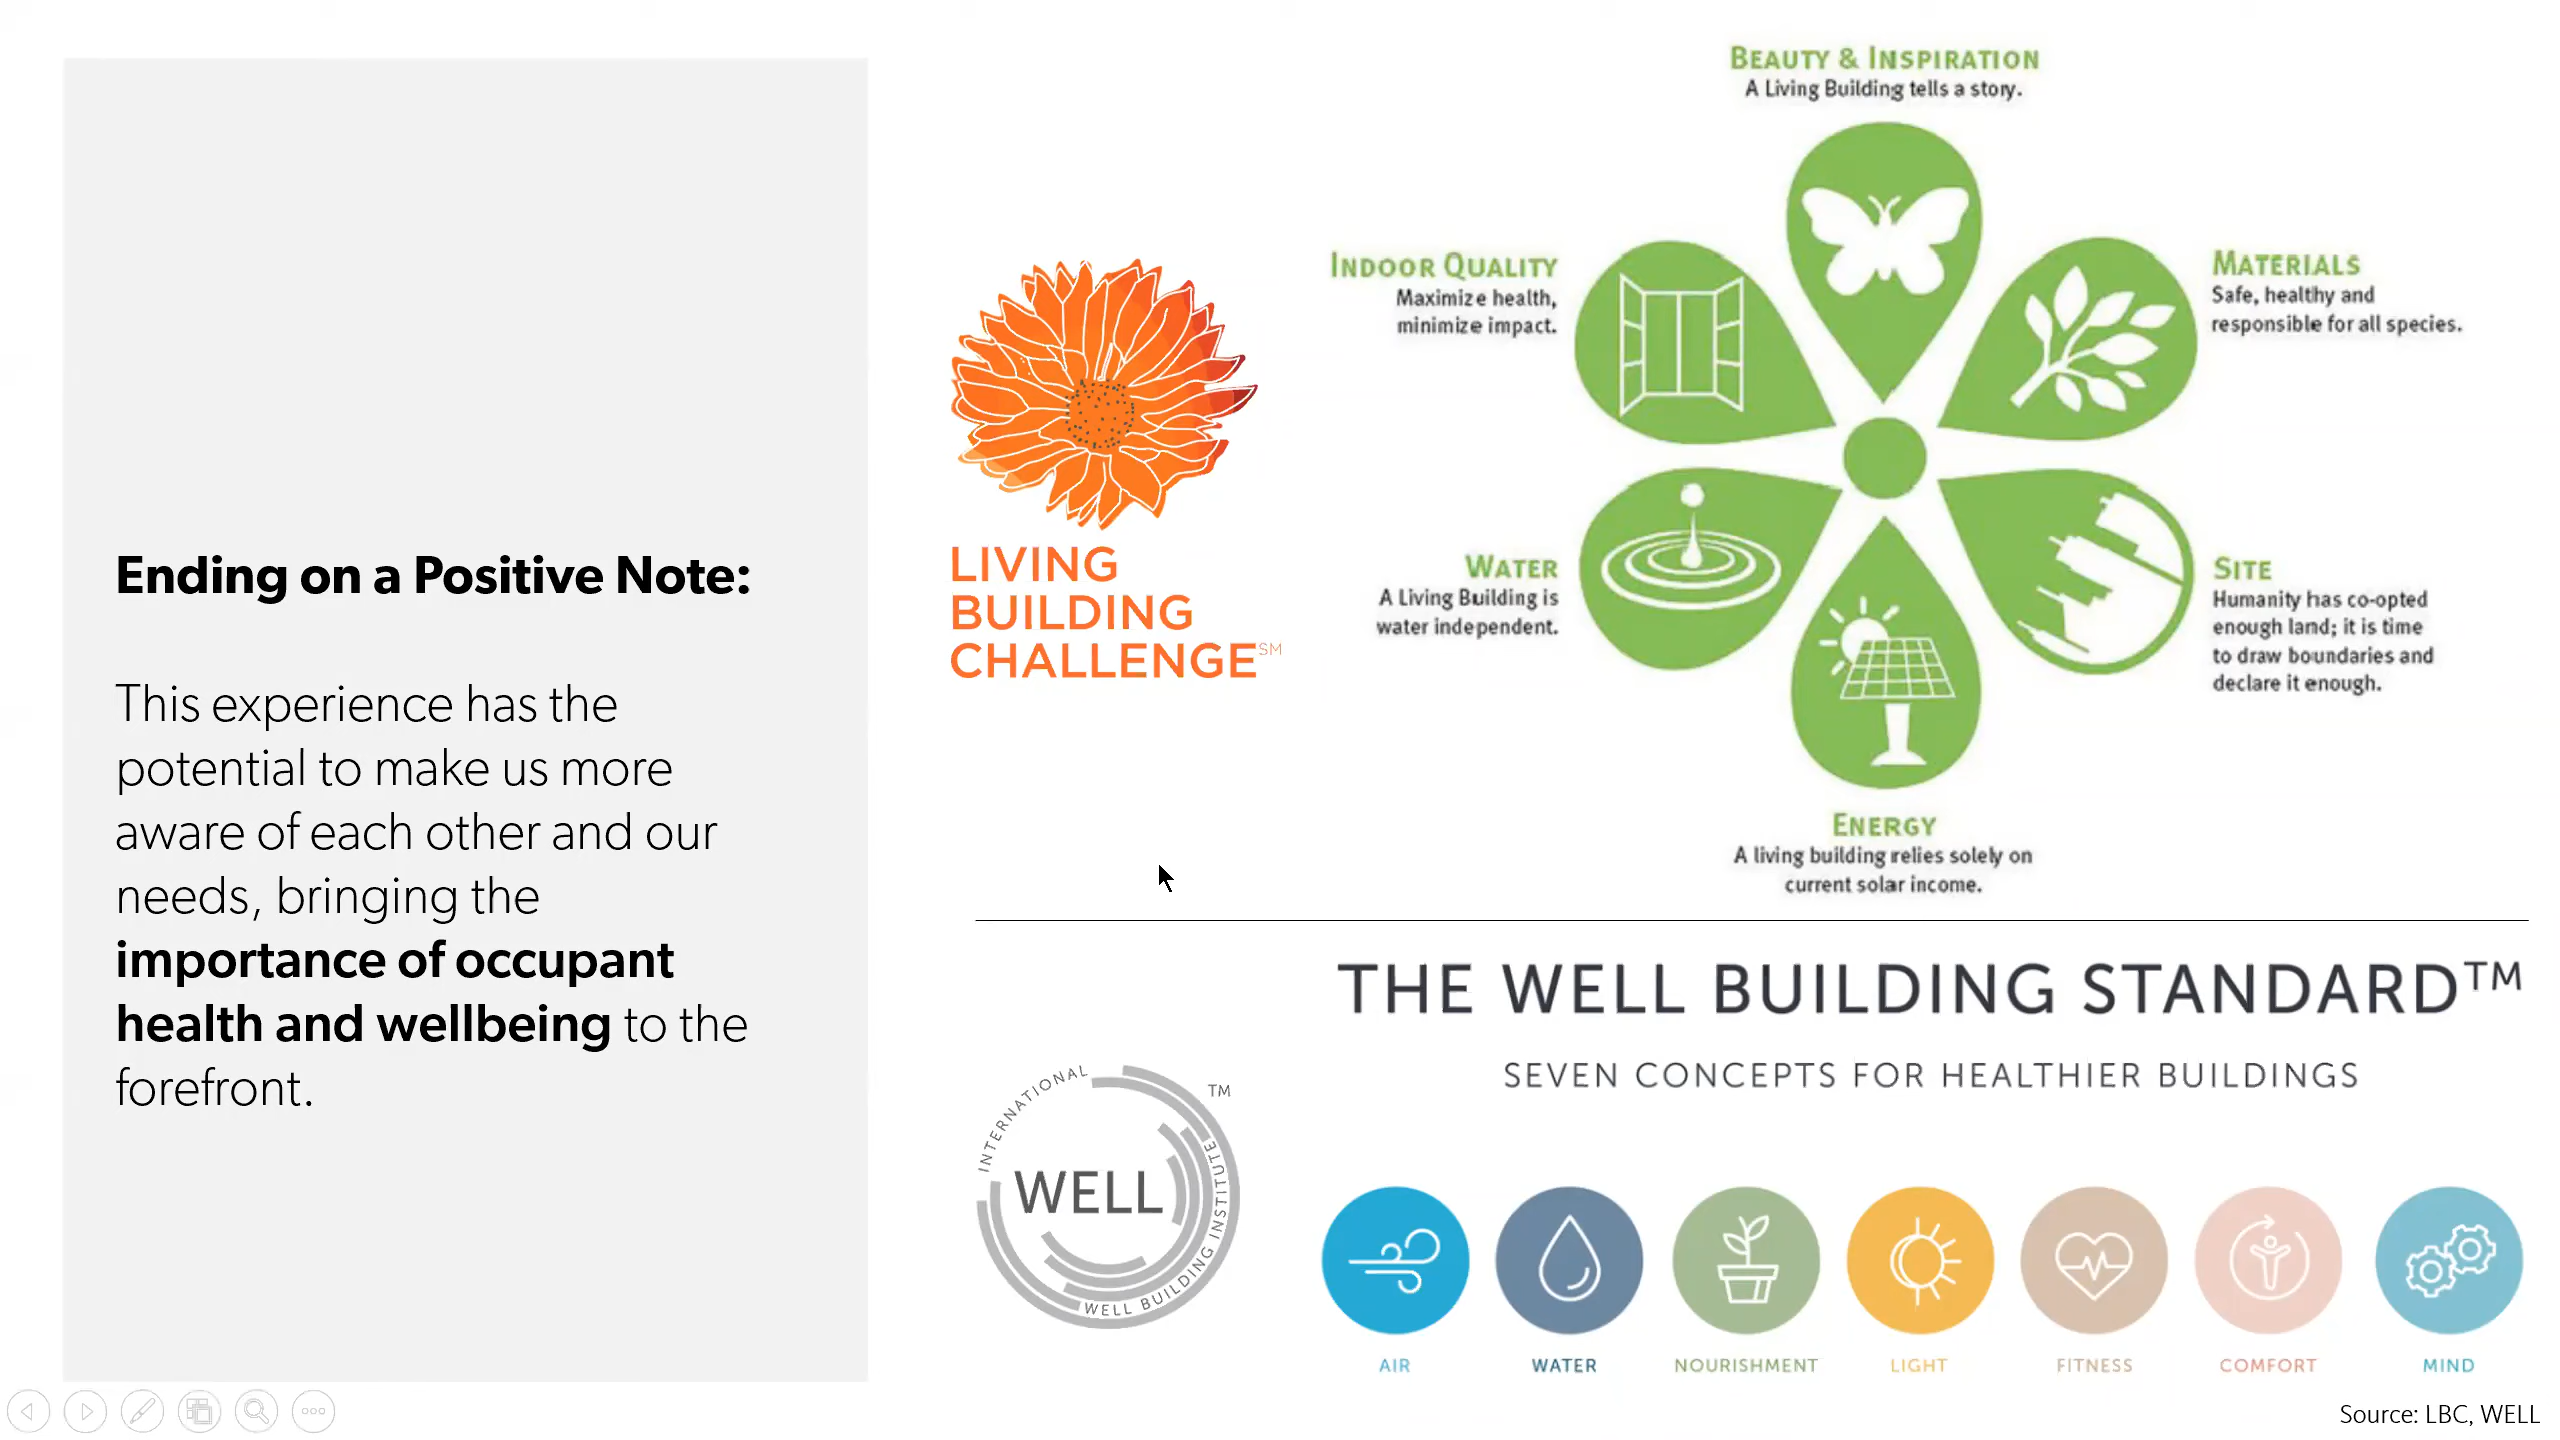 Ending on a Positive Note:
This experience has the
potential to make us more
aware of each other and our
needs, bringing the
importance of occupant
health and wellbeing to the
forefront.
LIVING
BUILDING
CHALLENGE℠
BEAUTY & INSPIRATION
A Living Building tells a story.
INDOOR QUALITY
Maximize health,
minimize impact.
MATERIALS
Safe, healthy and
responsible for all species.
WATER
A Living Building is
water independent.
SITE
Humanity has co-opted
enough land; it is time
to draw boundaries and
declare it enough.
ENERGY
A living building relies solely on
current solar income.
THE WELL BUILDING STANDARD™
SEVEN CONCEPTS FOR HEALTHIER BUILDINGS
INTERNATIONAL
WELL
WELL BUILDING INSTITUTE
TM
AIR
WATER
NOURISHMENT
LIGHT
FITNESS
COMFORT
MIND
Source: LBC, WELL